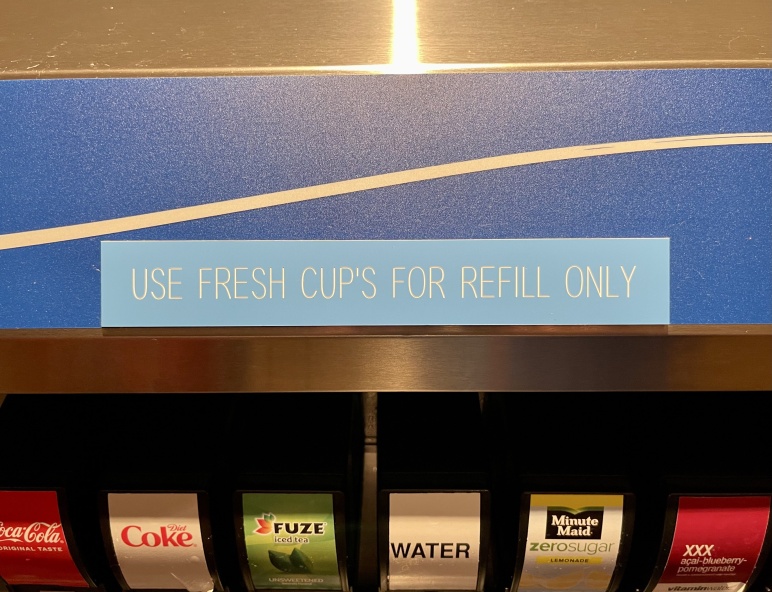 USE FRESH CUP'S FOR REFILL ONLY
Coca-Cola
ORIGINAL TASTE
Diet
Coke
FUZE
iced tea
UNSWEETENED
WATER
Minute
Maid
zerosugar
LEMONADE
XXX
açai-blueberry-
pomegranate
vitaminwater